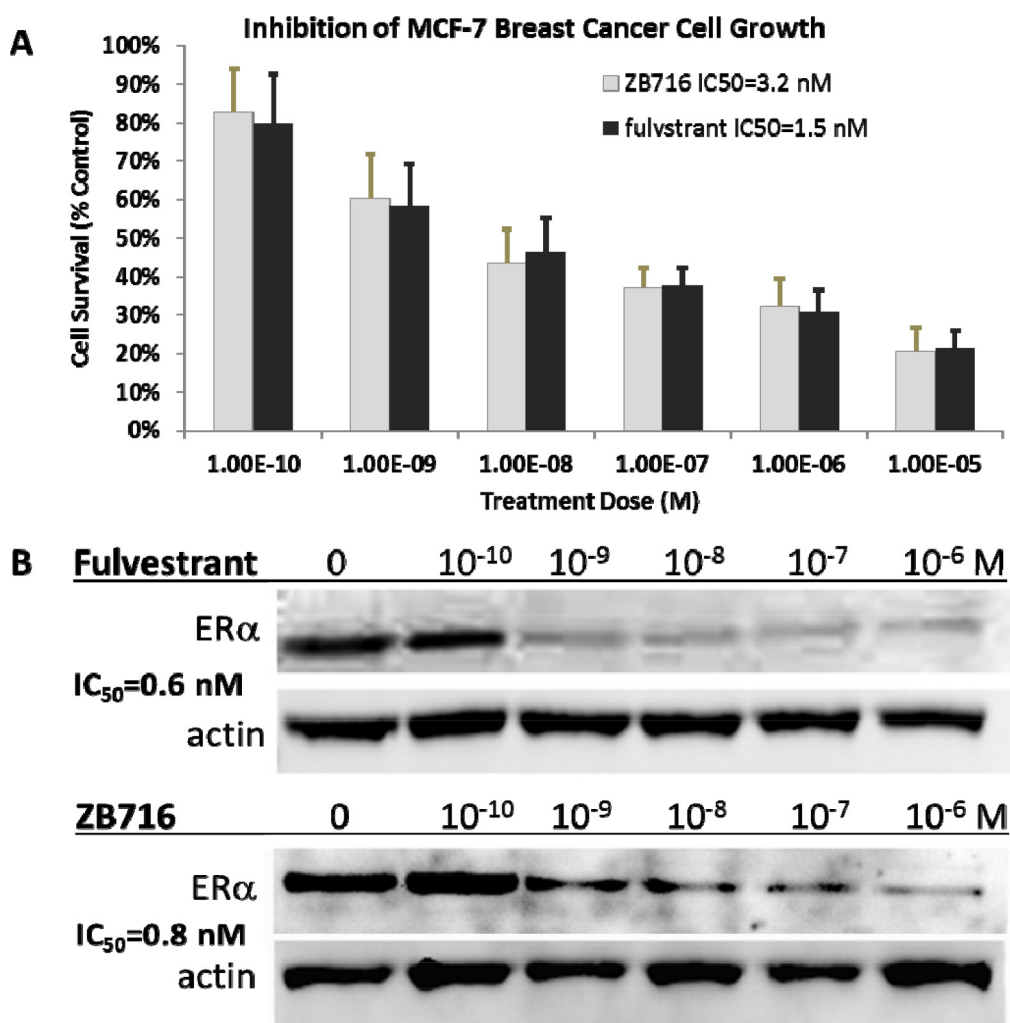 A
Inhibition of MCF-7 Breast Cancer Cell Growth
ZB716 IC50=3.2 nM
fulvstrant IC50=1.5 nM
Cell Survival (% Control)
100%
90%
80%
70%
60%
50%
40%
30%
20%
10%
0%
1.00E-10 1.00E-09 1.00E-08 1.00E-07 1.00E-06 1.00E-05
Treatment Dose (M)
B Fulvestrant 0 10⁻¹⁰ 10⁻⁹ 10⁻⁸ 10⁻⁷ 10⁻⁶ M
ERα
IC₅₀=0.6 nM
actin
ZB716 0 10⁻¹⁰ 10⁻⁹ 10⁻⁸ 10⁻⁷ 10⁻⁶ M
ERα
IC₅₀=0.8 nM
actin